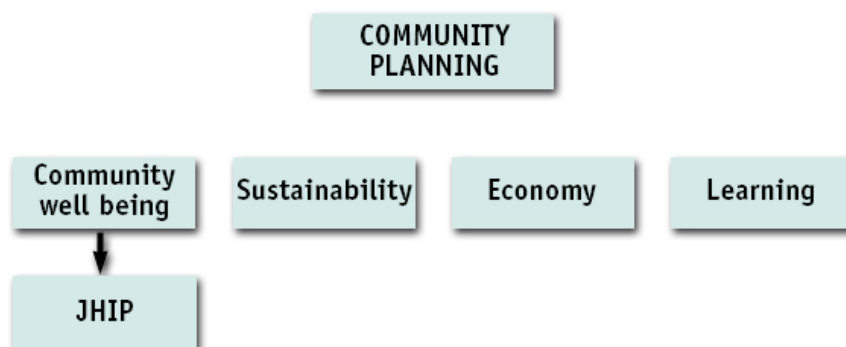 COMMUNITY
PLANNING
Community
well being
Sustainability
Economy
Learning
JHIP